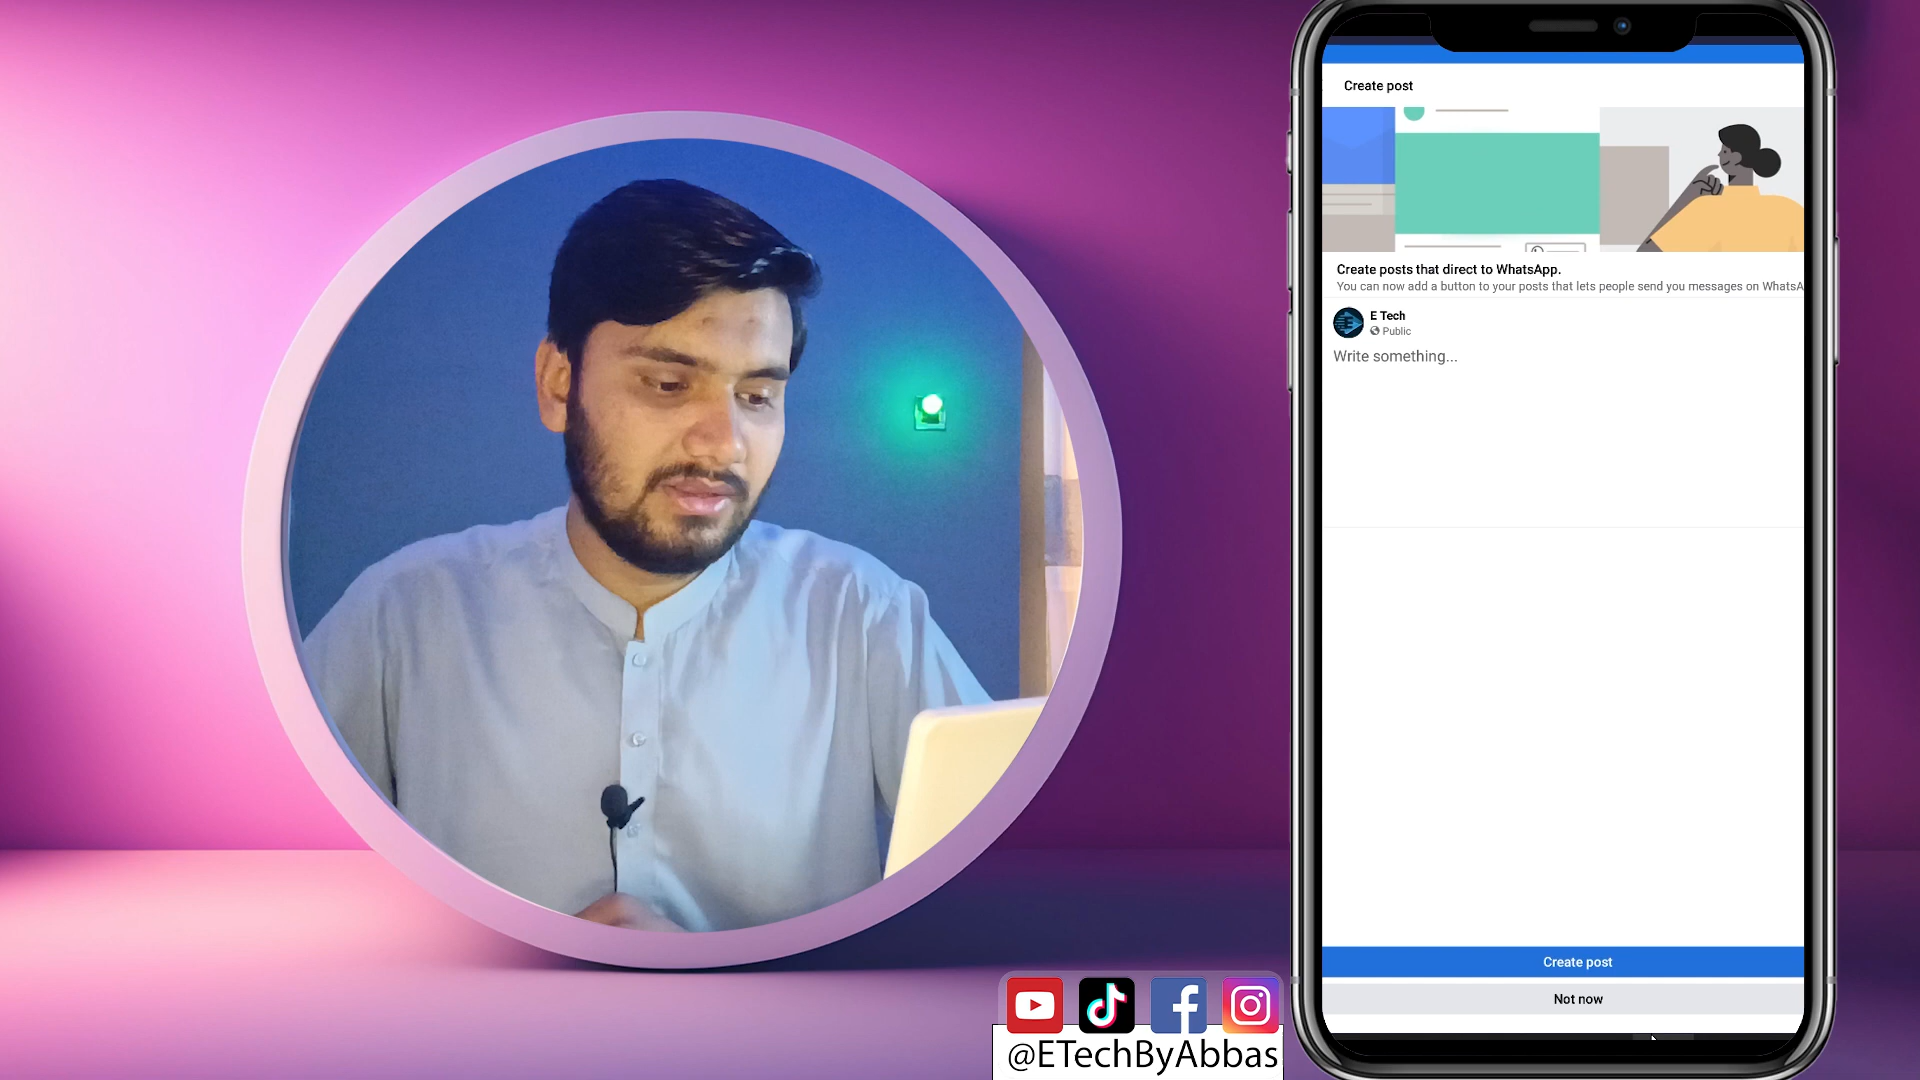 Create post
Create posts that direct to WhatsApp.
You can now add a button to your posts that lets people send you messages on WhatsA
E Tech
Public
Write something...
Create post
Not now
@ETechByAbbas